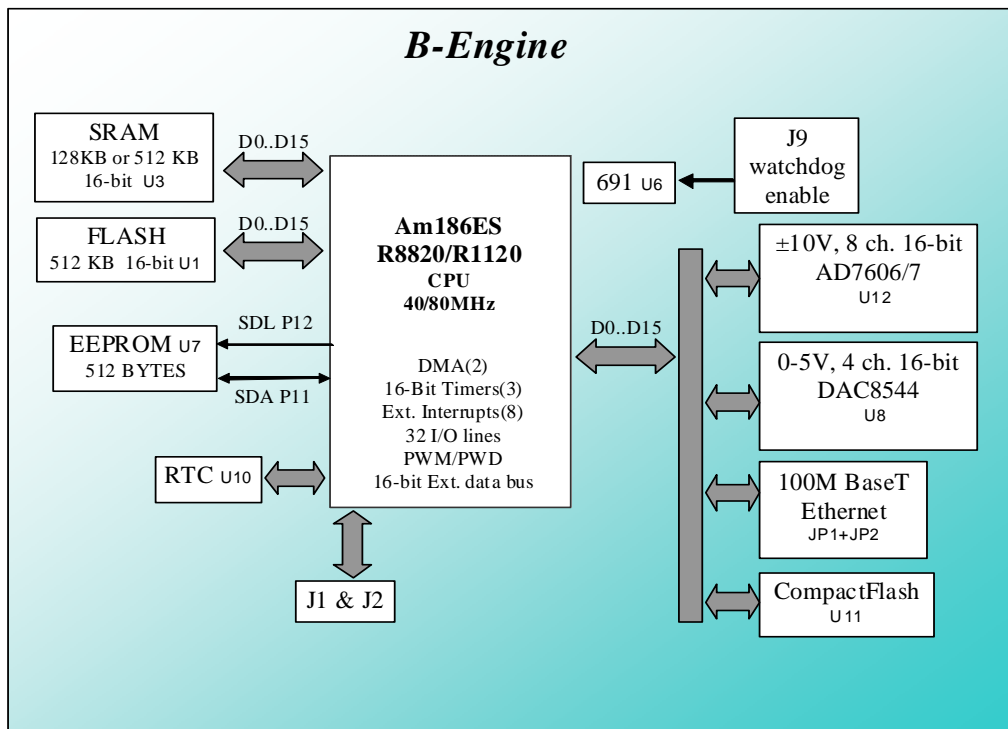 B-Engine
SRAM
128KB or 512 KB
16-bit U3
D0..D15
FLASH
512 KB 16-bit U1
D0..D15
EEPROM U7
512 BYTES
SDL P12
SDA P11
RTC U10
J1 & J2
Am186ES
R8820/R1120
CPU
40/80MHz
DMA(2)
16-Bit Timers(3)
Ext. Interrupts(8)
32 I/O lines
PWM/PWD
16-bit Ext. data bus
691 U6
J9
watchdog
enable
D0..D15
±10V, 8 ch. 16-bit
AD7606/7
U12
0-5V, 4 ch. 16-bit
DAC8544
U8
100M BaseT
Ethernet
JP1+JP2
CompactFlash
U11